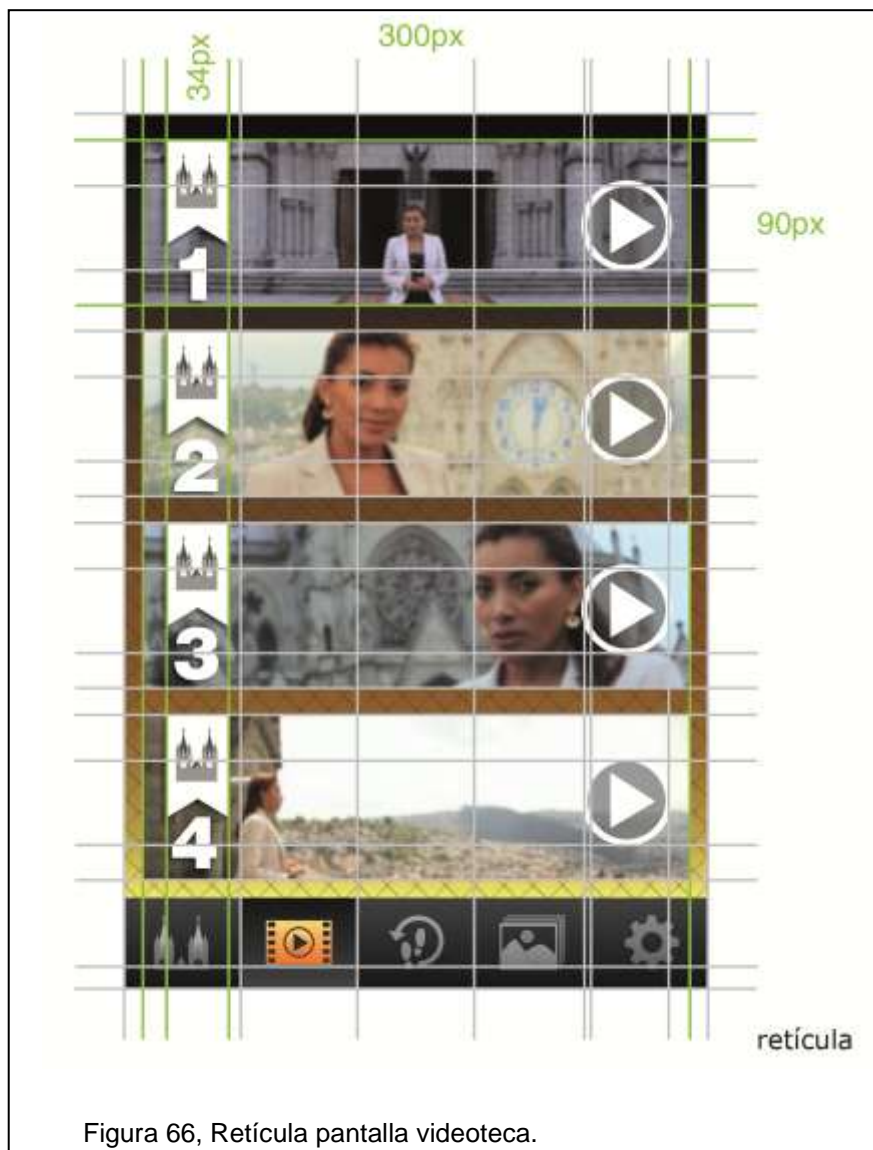 300px
34px
90px
1
2
3
4
retícula
Figura 66, Retícula pantalla videoteca.